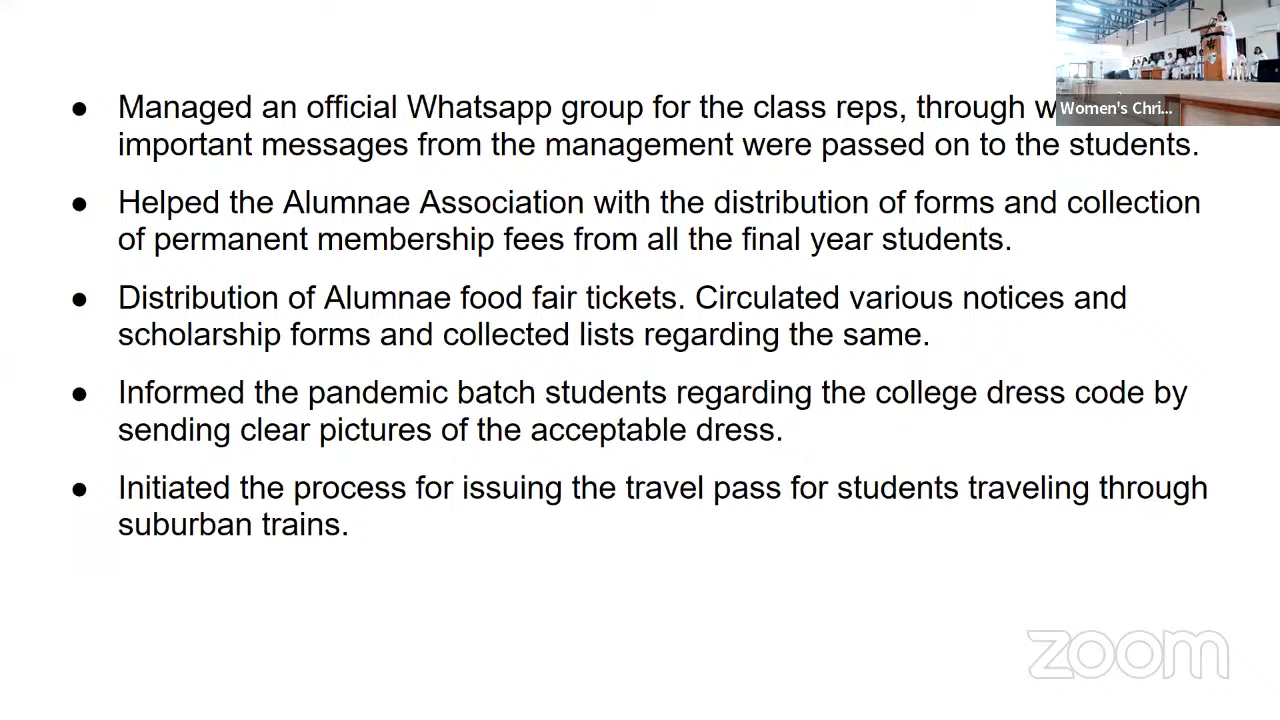 Managed an official Whatsapp group for the class reps, through
important messages from the management were passed on to the students.
Helped the Alumnae Association with the distribution of forms and collection
of permanent membership fees from all the final year students.
Distribution of Alumnae food fair tickets. Circulated various notices and
scholarship forms and collected lists regarding the same.
Informed the pandemic batch students regarding the college dress code by
sending clear pictures of the acceptable dress.
Initiated the process for issuing the travel pass for students traveling through
suburban trains.
Women's Chri...
zoom